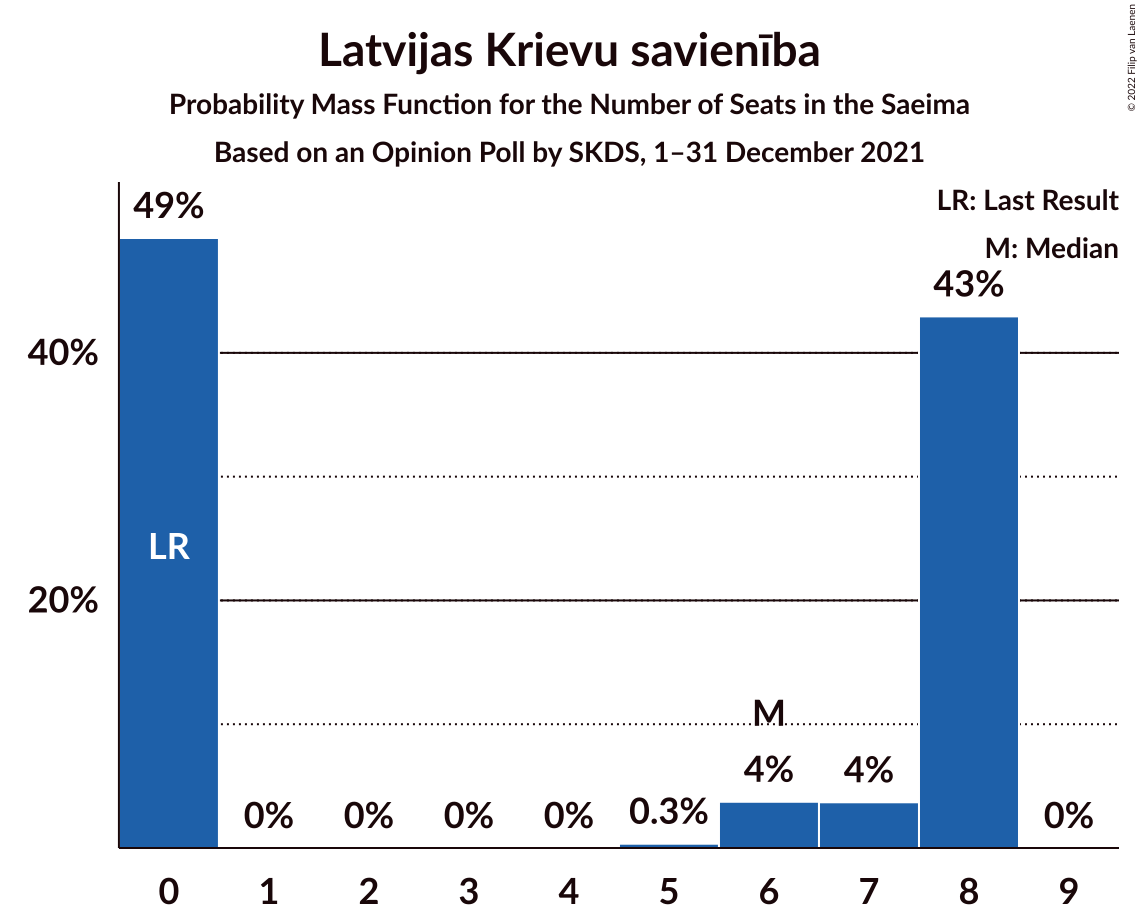 Latvijas Krievu savienība
Probability Mass Function for the Number of Seats in the Saeima
Based on an Opinion Poll by SKDS, 1–31 December 2021
© 2022 Filip van Laenen
LR: Last Result
M: Median
49%
43%
40%
LR
20%
M
4%
4%
0%
0%
0%
0%
0.3%
0%
0
1
2
3
4
5
6
7
8
9